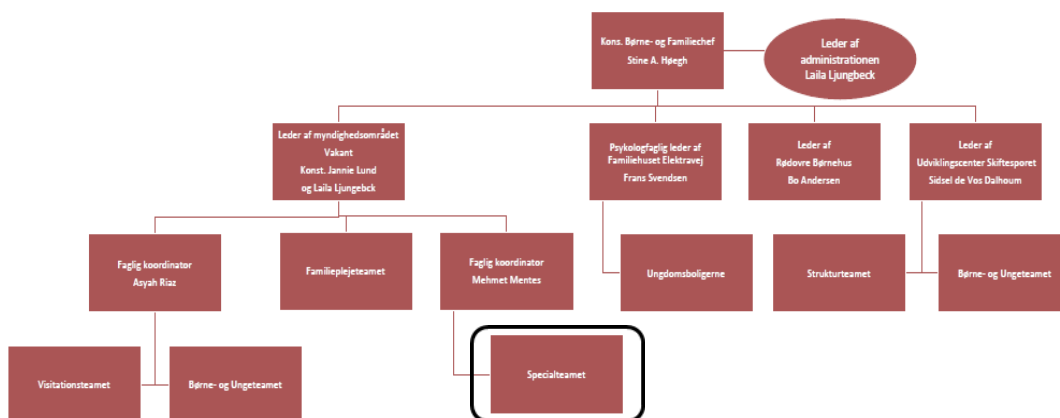 Kons. Børne- og Familiechef
Stine A. Høegh
Leder af
administrationen
Laila Ljungbeck
Leder af myndighedsområdet
Vakant
Konst. Jannie Lund
og Laila Ljungebck
Psykologfaglig leder af
Familiehuset Elektravej
Frans Svendsen
Leder af
Rødovre Børnehus
Bo Andersen
Leder af
Udviklingscenter Skiftesporet
Sidsel de Vos Dalhoum
Faglig koordinator
Asyah Riaz
Familieplejeteamet
Faglig koordinator
Mehmet Mentes
Ungdomsboligerne
Strukturteamet
Børne- og Ungeteamet
Visitationsteamet
Børne- og Ungeteamet
Specialteamet